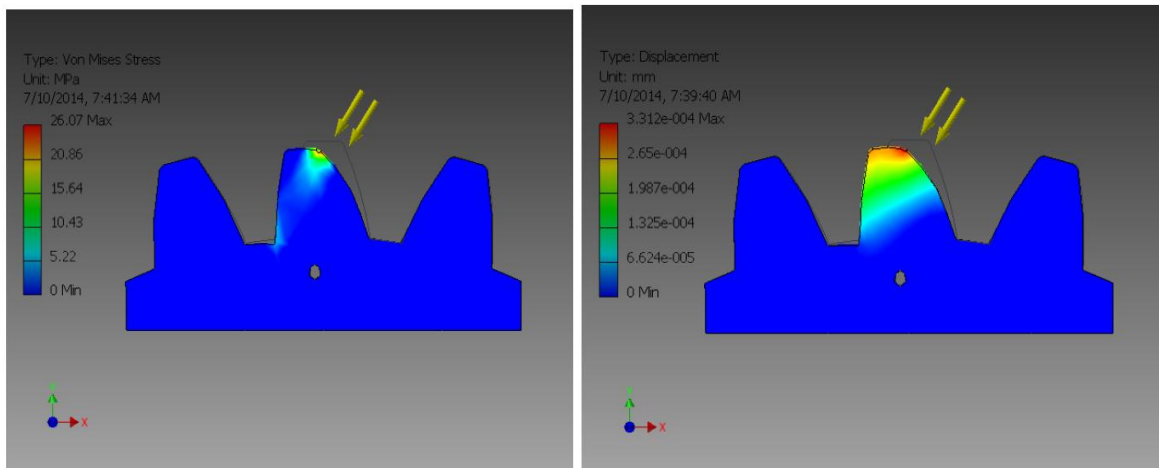 Type: Von Mises Stress
Unit: MPa
7/10/2014, 7:41:34 AM
26.07 Max
20.86
15.64
10.43
5.22
0 Min
Y
X
Type: Displacement
Unit: mm
7/10/2014, 7:39:40 AM
3.312e-004 Max
2.65e-004
1.987e-004
1.325e-004
6.624e-005
0 Min
Y
X